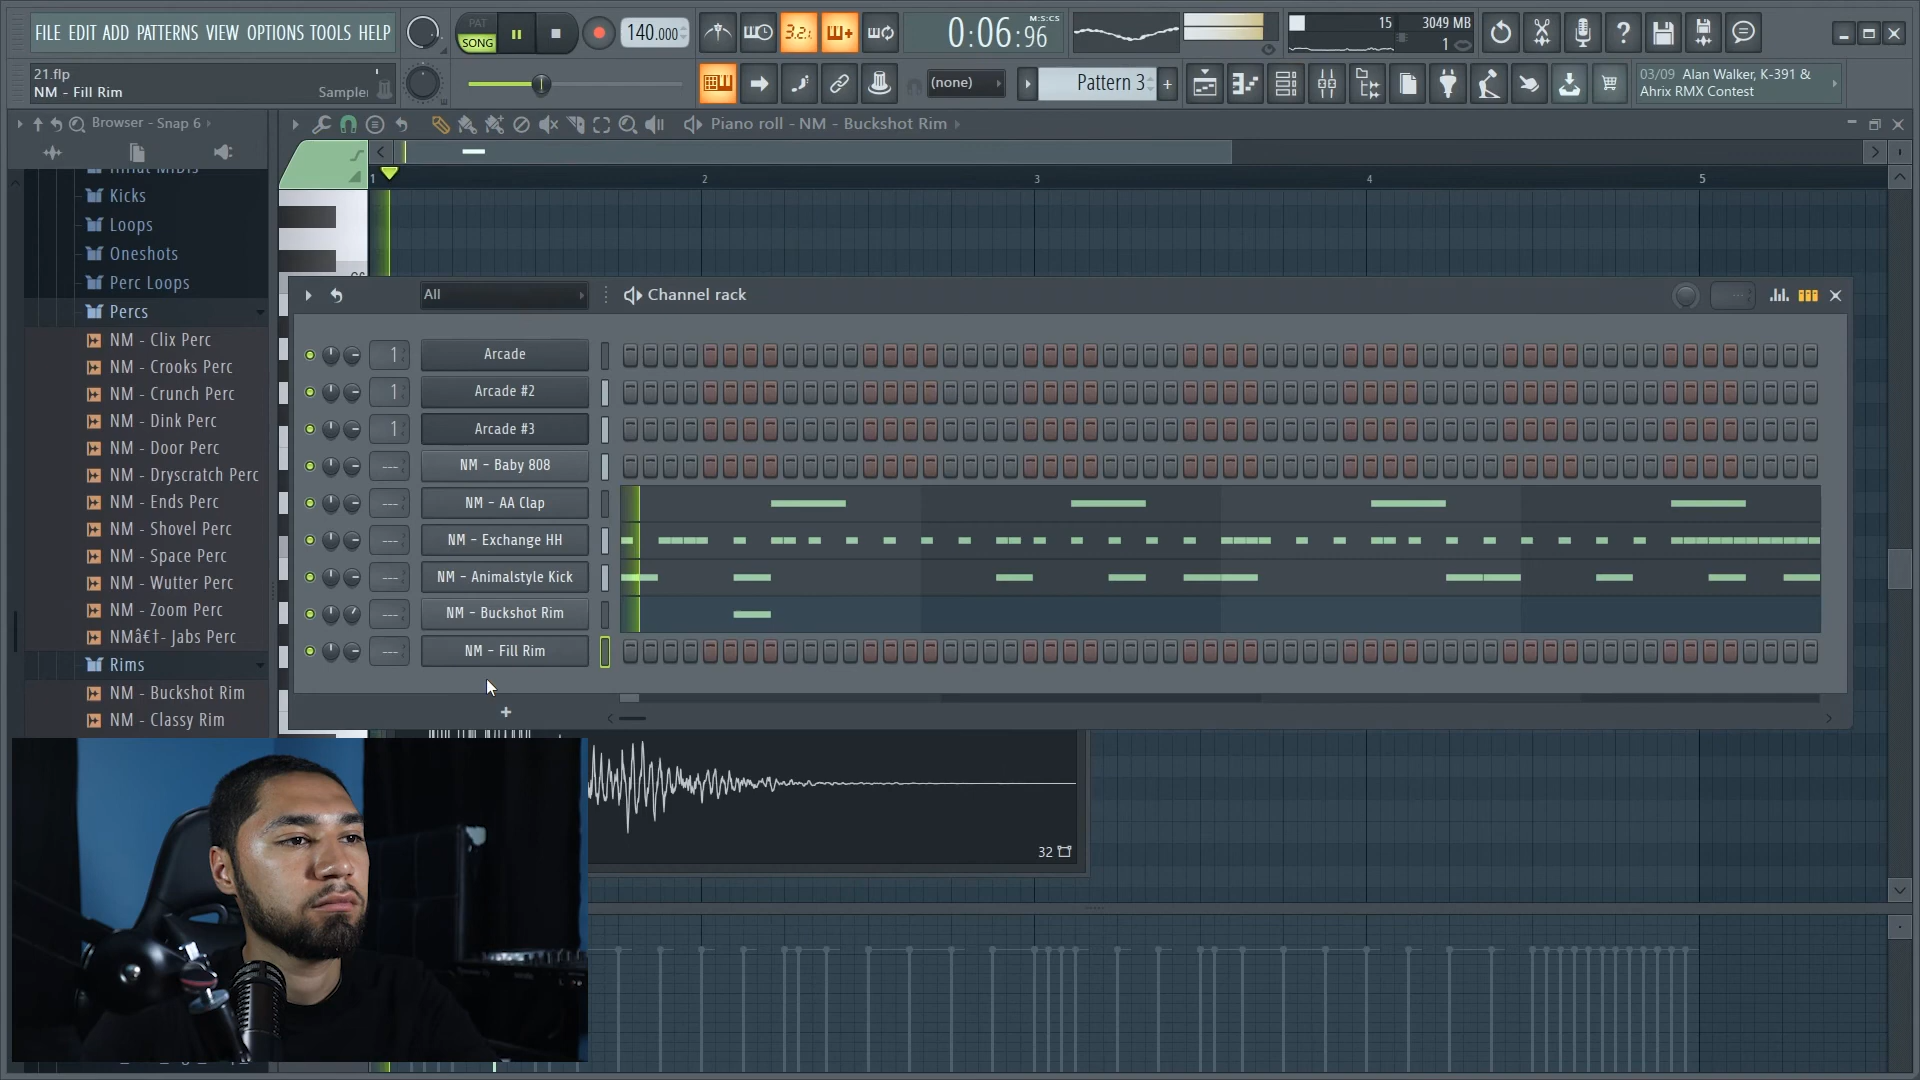 FILE EDIT ADD PATTERNS VIEW OPTIONS TOOLS HELP
PAT
SONG
140.000
3.2.
0:06:96
M:S:CS
15
3049 MB
1
21.flp
NM - Fill Rim
Sampler
(none)
Pattern 3
03/09 Alan Walker, K-391 &
Ahrix RMX Contest
Browser - Snap 6
Piano roll - NM - Buckshot Rim
1
2
3
4
5
Kicks
Loops
Oneshots
Perc Loops
Percs
NM - Clix Perc
NM - Crooks Perc
NM - Crunch Perc
NM - Dink Perc
NM - Door Perc
NM - Dryscratch Perc
NM - Ends Perc
NM - Shovel Perc
NM - Space Perc
NM - Wutter Perc
NM - Zoom Perc
NMâ€†- Jabs Perc
Rims
NM - Buckshot Rim
NM - Classy Rim
All
Channel rack
1
Arcade
1
Arcade #2
1
Arcade #3
---
NM - Baby 808
---
NM - AA Clap
---
NM - Exchange HH
---
NM - Animalstyle Kick
---
NM - Buckshot Rim
---
NM - Fill Rim
+
32